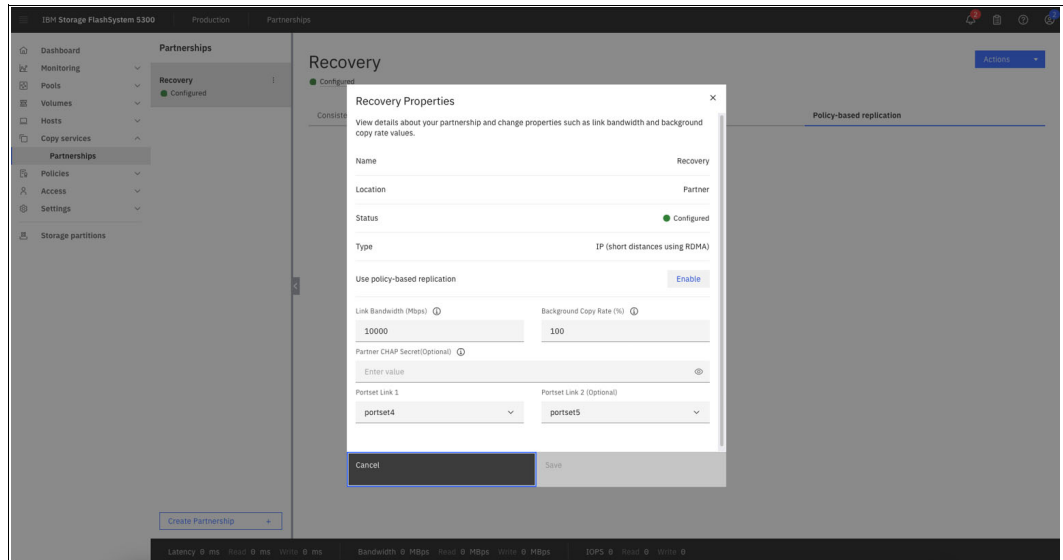 IBM Storage FlashSystem 5300 Production Partnerships 2 2
Dashboard
Monitoring
Pools
Volumes
Hosts
Copy services
Partnerships
Policies
Access
Settings
Storage partitions
Partnerships
Recovery
Configured
Create Partnership +
Recovery
Configured
Actions
Consiste
Policy-based replication
Recovery Properties
View details about your partnership and change properties such as link bandwidth and background
copy rate values.
Name Recovery
Location Partner
Status Configured
Type IP (short distances using RDMA)
Use policy-based replication Enable
Link Bandwidth (Mbps) Background Copy Rate (%)
10000 100
Partner CHAP Secret(Optional)
Enter value
Portset Link 1 Portset Link 2 (Optional)
portset4 portset5
Cancel Save
Latency 0 ms Read 0 ms Write 0 ms Bandwidth 0 MBps Read 0 MBps Write 0 MBps IOPS 0 Read 0 Write 0